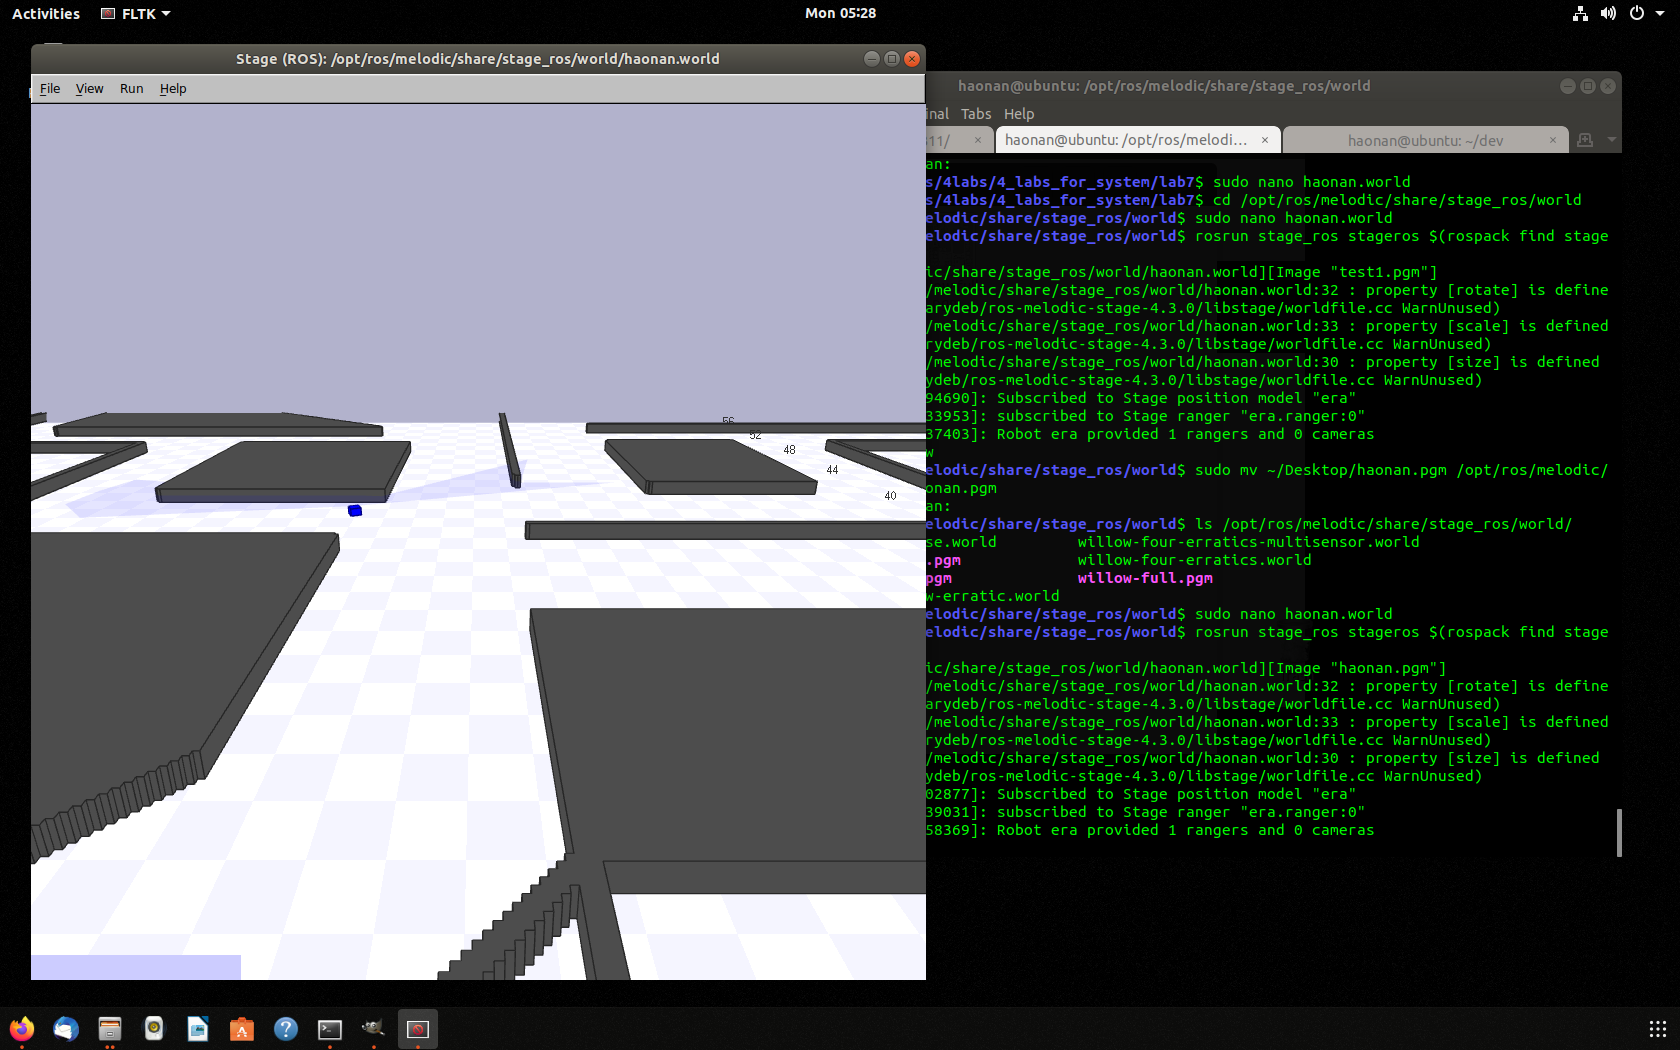 Activities
FLTK
Mon 05:28
Stage (ROS): /opt/ros/melodic/share/stage_ros/world/haonan.world
File View Run Help
56
52
48
44
40
haonan@ubuntu: /opt/ros/melodic/share/stage_ros/world
inal Tabs Help
311/ ×
haonan@ubuntu: /opt/ros/melodi... ×
haonan@ubuntu: ~/dev ×
an:
s/4labs/4_labs_for_system/lab7$ sudo nano haonan.world
s/4labs/4_labs_for_system/lab7$ cd /opt/ros/melodic/share/stage_ros/world
elodic/share/stage_ros/world$ sudo nano haonan.world
elodic/share/stage_ros/world$ rosrun stage_ros stageros $(rospack find stage
ic/share/stage_ros/world/haonan.world][Image "test1.pgm"]
/melodic/share/stage_ros/world/haonan.world:32 : property [rotate] is define
arydeb/ros-melodic-stage-4.3.0/libstage/worldfile.cc WarnUnused)
/melodic/share/stage_ros/world/haonan.world:33 : property [scale] is defined
rydeb/ros-melodic-stage-4.3.0/libstage/worldfile.cc WarnUnused)
/melodic/share/stage_ros/world/haonan.world:30 : property [size] is defined
ydeb/ros-melodic-stage-4.3.0/libstage/worldfile.cc WarnUnused)
94690]: Subscribed to Stage position model "era"
33953]: subscribed to Stage ranger "era.ranger:0"
37403]: Robot era provided 1 rangers and 0 cameras
w
elodic/share/stage_ros/world$ sudo mv ~/Desktop/haonan.pgm /opt/ros/melodic/
onan.pgm
an:
elodic/share/stage_ros/world$ ls /opt/ros/melodic/share/stage_ros/world/
se.world willow-four-erratics-multisensor.world
.pgm willow-four-erratics.world
pgm willow-full.pgm
w-erratic.world
elodic/share/stage_ros/world$ sudo nano haonan.world
elodic/share/stage_ros/world$ rosrun stage_ros stageros $(rospack find stage
ic/share/stage_ros/world/haonan.world][Image "haonan.pgm"]
/melodic/share/stage_ros/world/haonan.world:32 : property [rotate] is define
arydeb/ros-melodic-stage-4.3.0/libstage/worldfile.cc WarnUnused)
/melodic/share/stage_ros/world/haonan.world:33 : property [scale] is defined
rydeb/ros-melodic-stage-4.3.0/libstage/worldfile.cc WarnUnused)
/melodic/share/stage_ros/world/haonan.world:30 : property [size] is defined
ydeb/ros-melodic-stage-4.3.0/libstage/worldfile.cc WarnUnused)
02877]: Subscribed to Stage position model "era"
39031]: subscribed to Stage ranger "era.ranger:0"
58369]: Robot era provided 1 rangers and 0 cameras